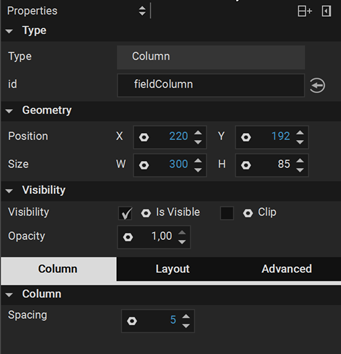 Properties
Type
Type Column
id fieldColumn
Geometry
Position X 220 Y 192
Size W 300 H 85
Visibility
Visibility Is Visible Clip
Opacity 1,00
Column Layout Advanced
Column
Spacing 5